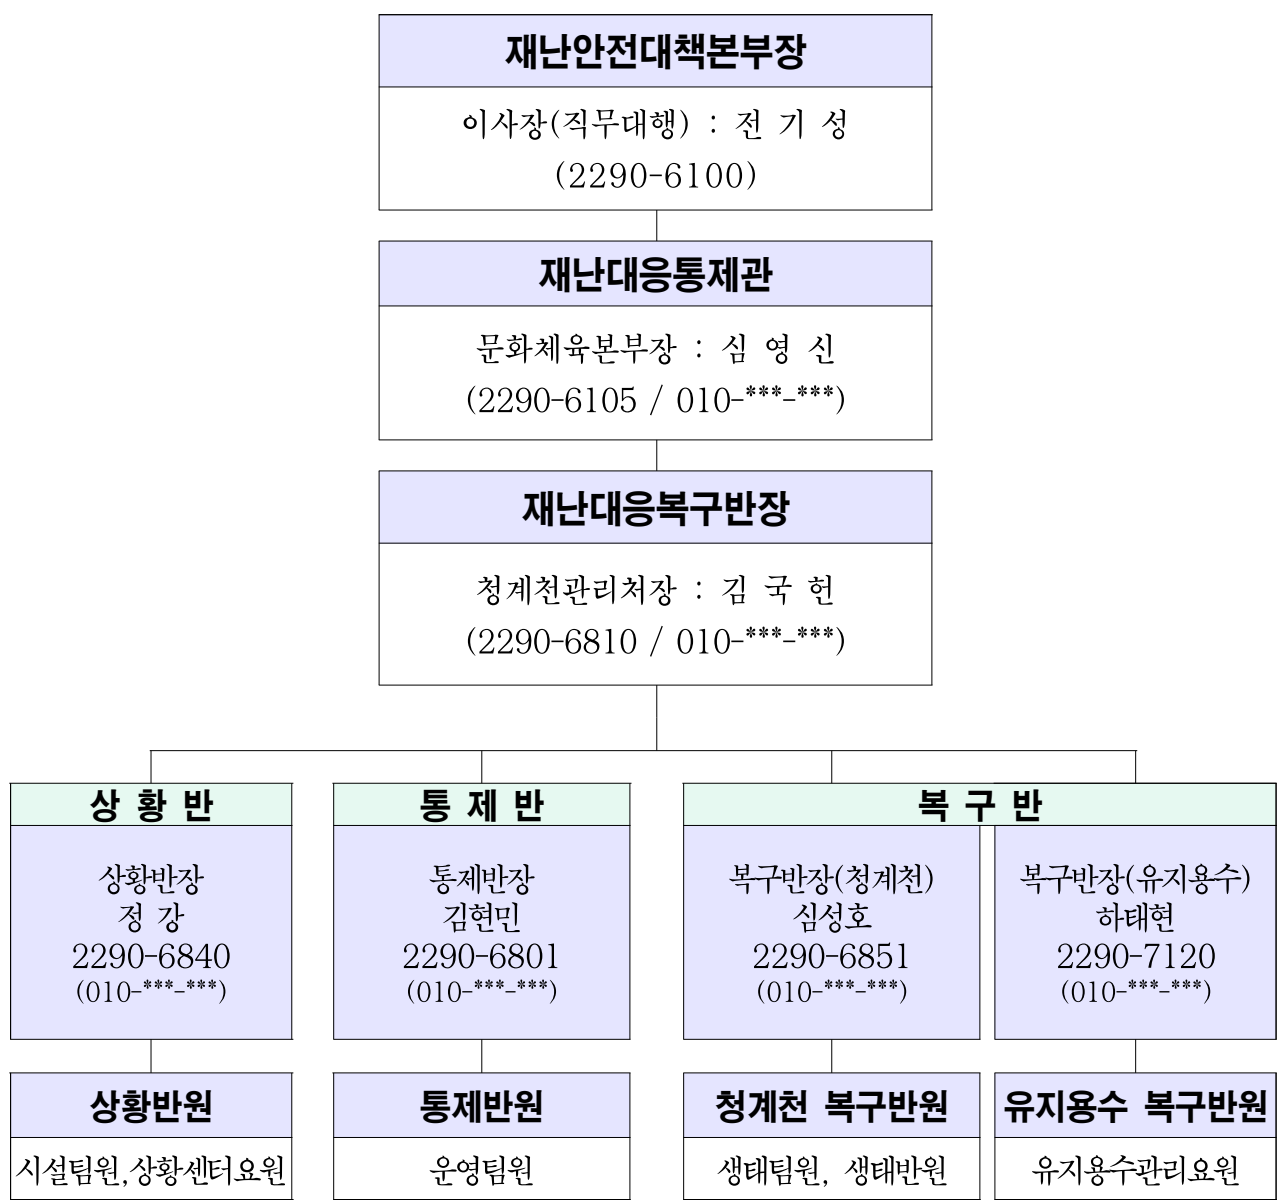 재난안전대책본부장
이사장(직무대행) : 전 기 성
(2290-6100)
재난대응통제관
문화체육본부장 : 심 영 신
(2290-6105 / 010-***-***)
재난대응복구반장
청계천관리처장 : 김 국 헌
(2290-6810 / 010-***-***)
상 황 반
상황반장
정 강
2290-6840
(010-***-***)
통 제 반
통제반장
김현민
2290-6801
(010-***-***)
복 구 반
복구반장(청계천)
심성호
2290-6851
(010-***-***)
복구반장(유지용수)
하태현
2290-7120
(010-***-***)
상황반원
시설팀원,상황센터요원
통제반원
운영팀원
청계천 복구반원
생태팀원, 생태반원
유지용수 복구반원
유지용수관리요원